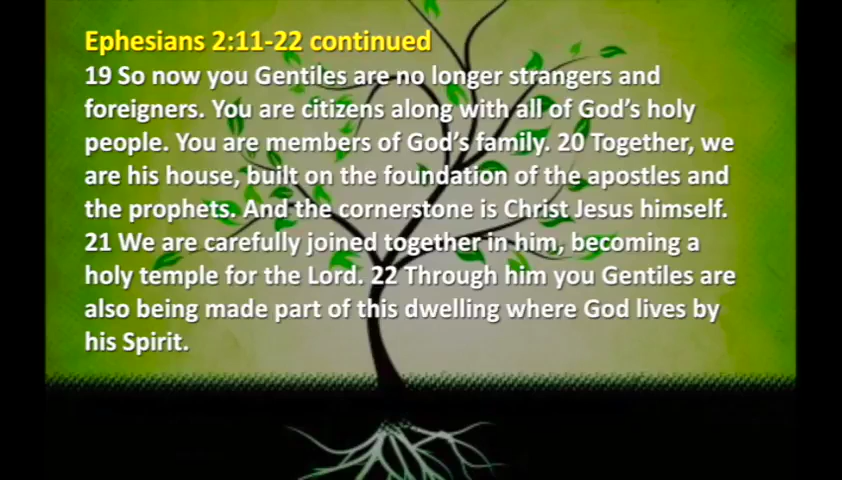 Ephesians 2:11-22 continued
19 So now you Gentiles are no longer strangers and
foreigners. You are citizens along with all of God's holy
people. You are members of God's family. 20 Together, we
are his house, built on the foundation of the apostles and
the prophets. And the cornerstone is Christ Jesus himself.
21 We are carefully joined together in him, becoming a
holy temple for the Lord. 22 Through him you Gentiles are
also being made part of this dwelling where God lives by
his Spirit.